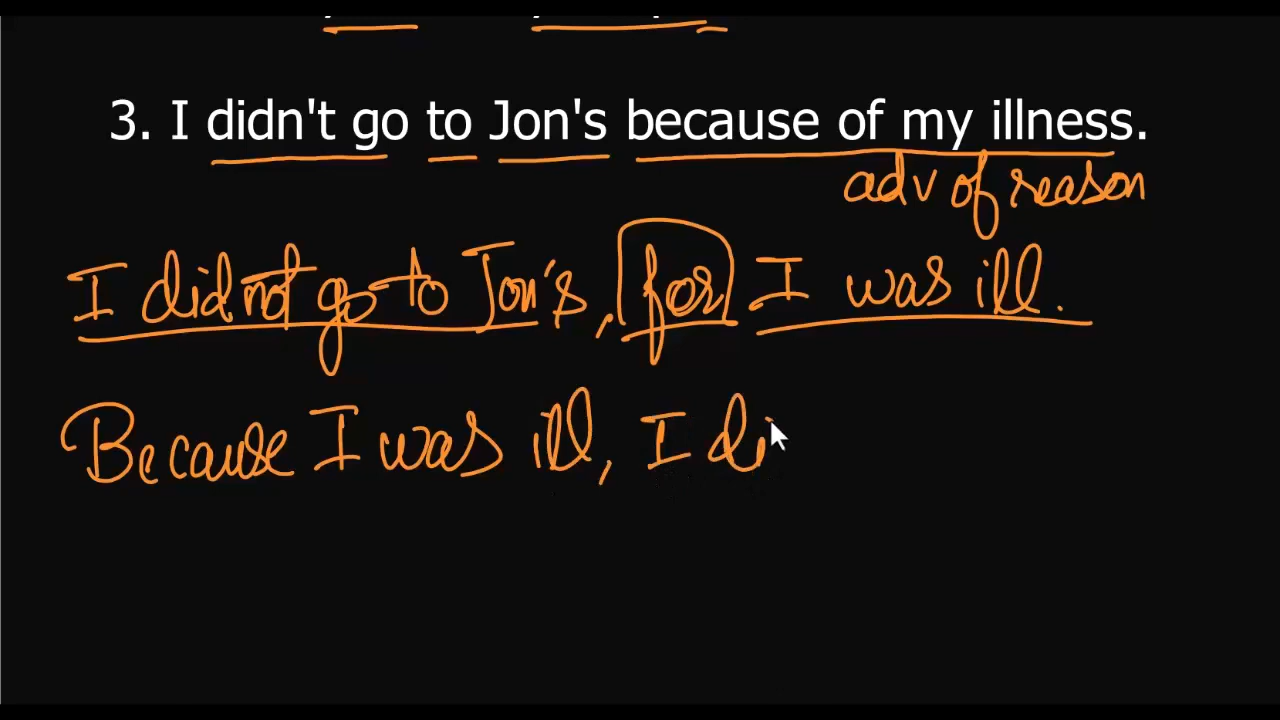 3. I didn't go to Jon's because of my illness.
adv of reason
I did not go to Jon's, for I was ill.
Because I was ill, I di